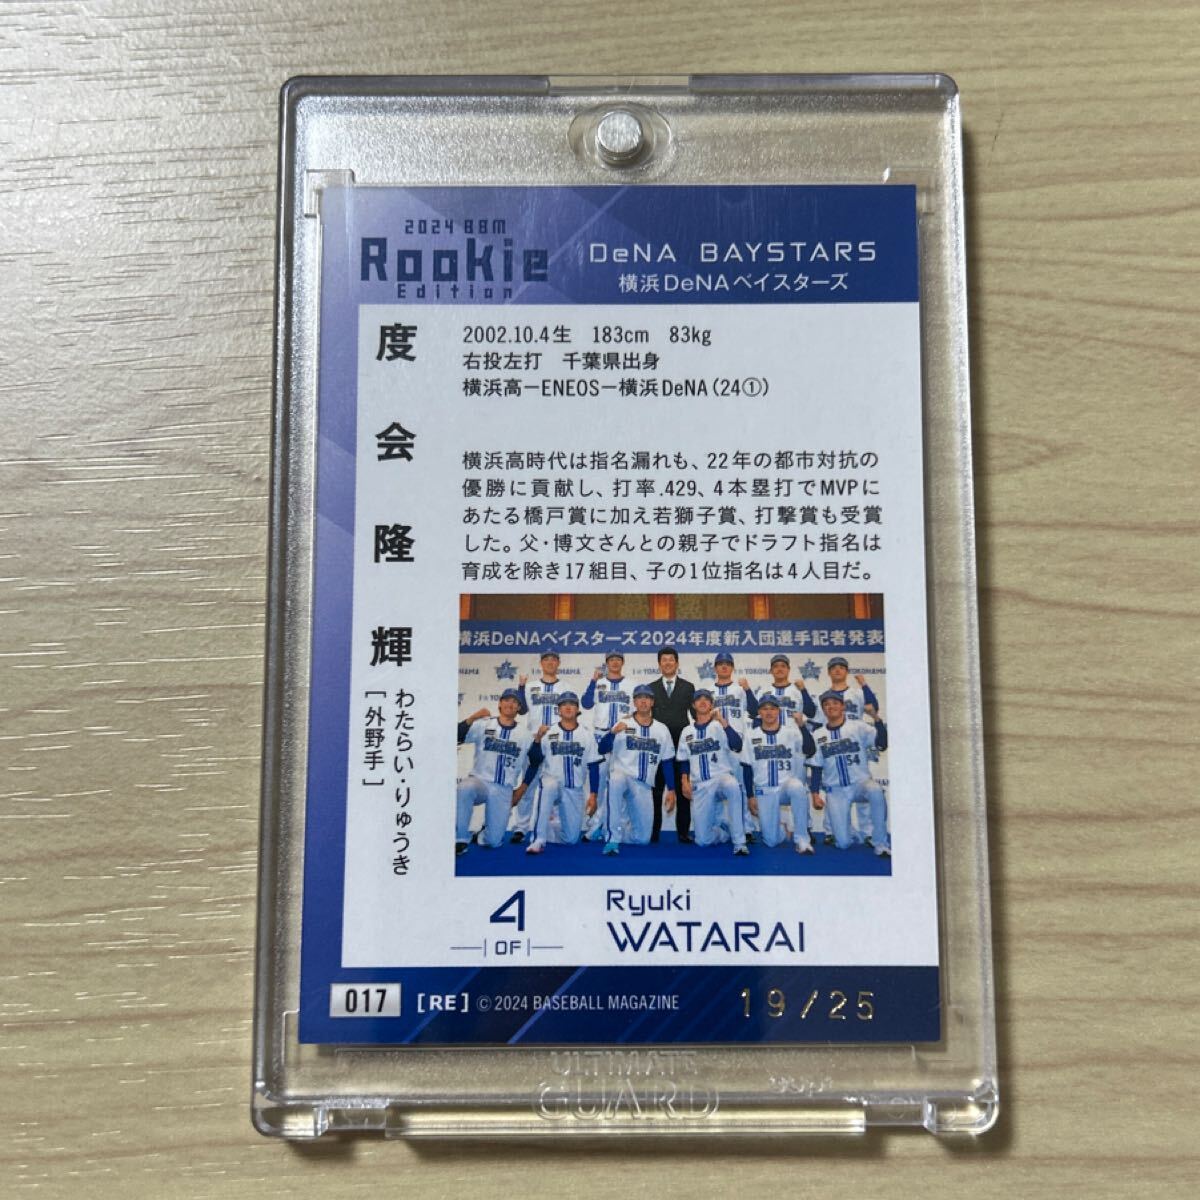 2024 BBM
Rookie
Edition
DeNA BAYSTARS
横浜DeNAベイスターズ
度会隆輝
わたらい・りゅうき
[外野手]
2002.10.4生 183cm 83kg
右投左打 千葉県出身
横浜高ーENEOSー横浜DeNA(24①)
横浜高時代は指名漏れも、22年の都市対抗の
優勝に貢献し、打率.429、4本塁打でMVPに
あたる橋戸賞に加え若獅子賞、打撃賞も受賞
した。父・博文さんとの親子でドラフト指名は
育成を除き17組目、子の1位指名は4人目だ。
横浜DeNAベイスターズ2024年度新入団選手記者発表
4
OF
Ryuki
WATARAI
017
[RE] © 2024 BASEBALL MAGAZINE
19/25
ULTIMATE
GUARD